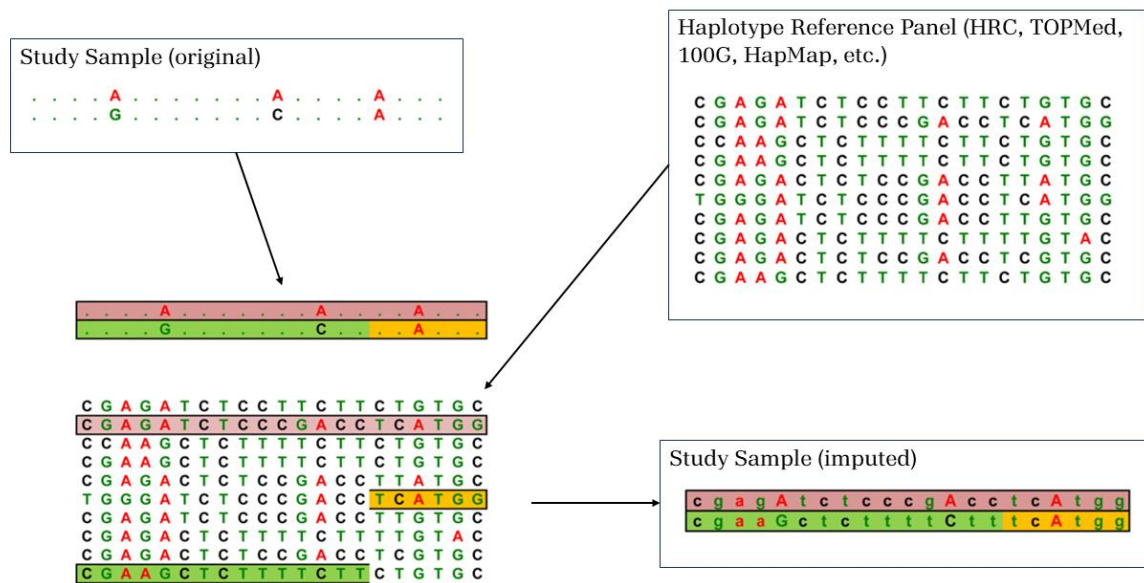 Study Sample (original)
. . . . A . . . . . . . A . . . . A . . .
. . . . G . . . . . . . C . . . . A . . .
Haplotype Reference Panel (HRC, TOPMed,
100G, HapMap, etc.)
C G A G A T C T C C T T C T T C T G T G C
C G A G A T C T C C C G A C C T C A T G G
C C A A G C T C T T T T C T T C T G T G C
C G A A G C T C T T T T C T T C T G T G C
C G A G A C T C T C C G A C C T T A T G C
T G G G A T C T C C C G A C C T C A T G G
C G A G A T C T C C C G A C C T T G T G C
C G A G A C T C T T T T C T T T T G T A C
C G A G A C T C T C C G A C C T C G T G C
C G A A G C T C T T T T C T T C T G T G C
. . . . A . . . . . . . A . . . . A . . .
. . . . G . . . . . . . C . . . . A . . .
C G A G A T C T C C T T C T T C T G T G C
C G A G A T C T C C C G A C C T C A T G G
C C A A G C T C T T T T C T T C T G T G C
C G A A G C T C T T T T C T T C T G T G C
C G A G A C T C T C C G A C C T T A T G C
T G G G A T C T C C C G A C C T C A T G G
C G A G A T C T C C C G A C C T T G T G C
C G A G A C T C T T T T C T T T T G T A C
C G A G A C T C T C C G A C C T C G T G C
C G A A G C T C T T T T C T T C T G T G C
Study Sample (imputed)
c g a g A t c t c c c g A c c t c A t g g
c g a a G c t c t t t t C t t t c A t g g